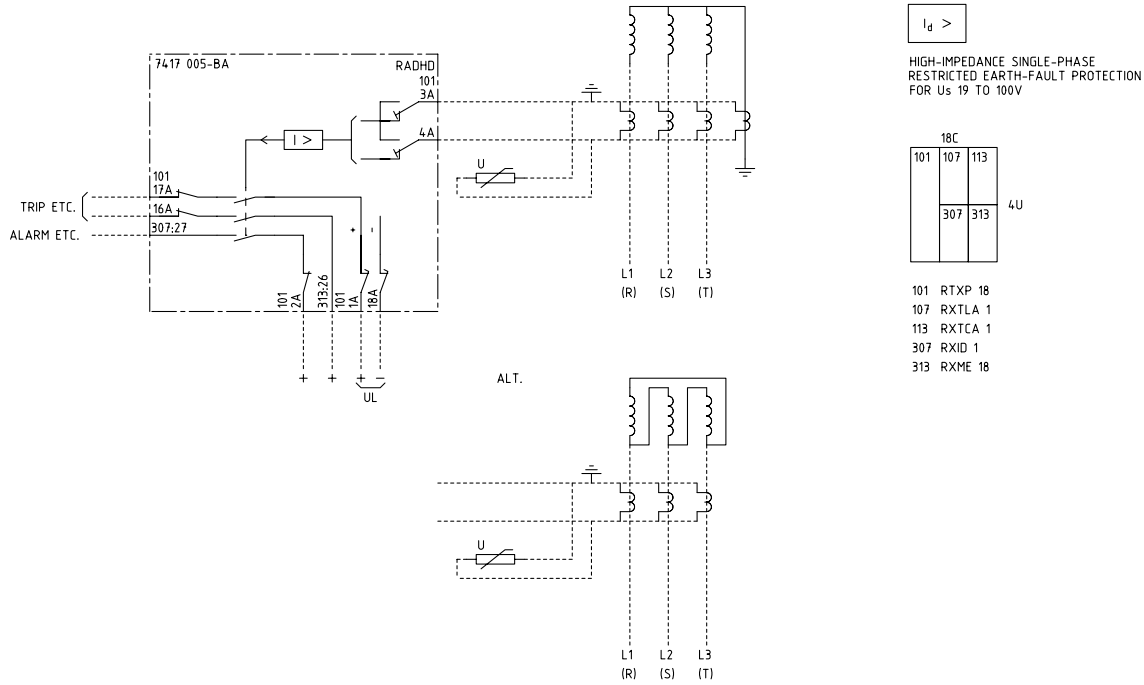 7417 005-BA
RADHD
101
3A
4A
I >
101
17A
16A
307:27
TRIP ETC.
ALARM ETC.
+ -
101
2A
313:26
101
1A
18A
+ + + -
UL
U
L1 L2 L3
(R) (S) (T)
ALT.
U
L1 L2 L3
(R) (S) (T)
Id >
HIGH-IMPEDANCE SINGLE-PHASE
RESTRICTED EARTH-FAULT PROTECTION
FOR Us 19 TO 100V
18C
101 107 113
307 313
4U
101 RTXP 18
107 RXTLA 1
113 RXTCA 1
307 RXID 1
313 RXME 18